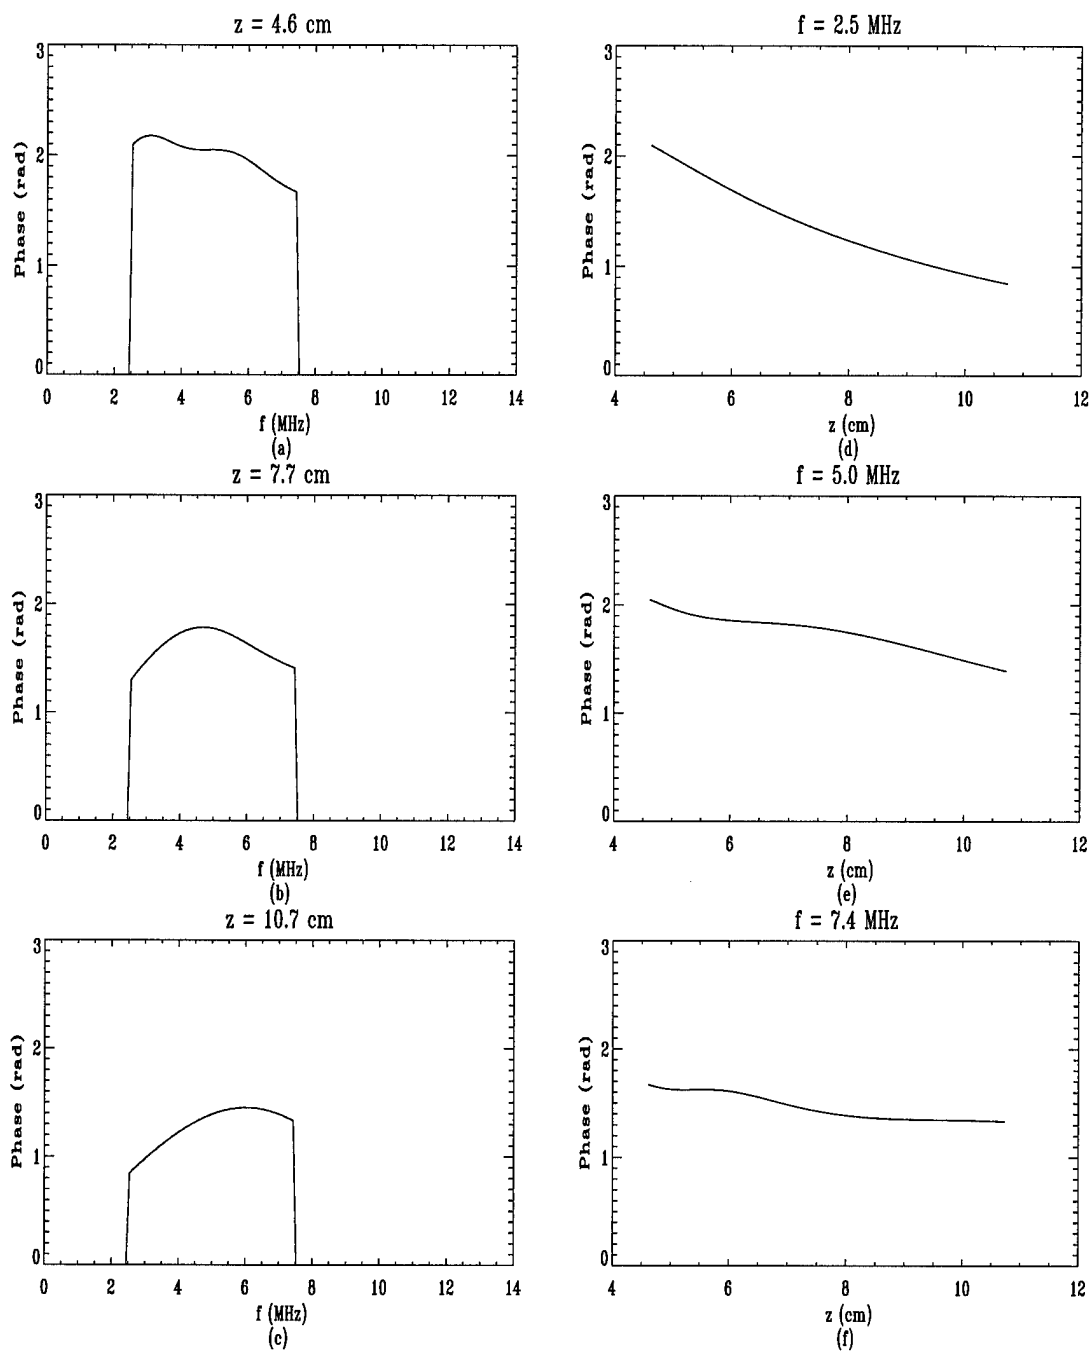 z = 4.6 cm
3
2
1
0
Phase (rad)
0 2 4 6 8 10 12 14
f (MHz)
(a)
f = 2.5 MHz
3
2
1
0
Phase (rad)
4 6 8 10 12
z (cm)
(d)
z = 7.7 cm
3
2
1
0
Phase (rad)
0 2 4 6 8 10 12 14
f (MHz)
(b)
f = 5.0 MHz
3
2
1
0
Phase (rad)
4 6 8 10 12
z (cm)
(e)
z = 10.7 cm
3
2
1
0
Phase (rad)
0 2 4 6 8 10 12 14
f (MHz)
(c)
f = 7.4 MHz
3
2
1
0
Phase (rad)
4 6 8 10 12
z (cm)
(f)